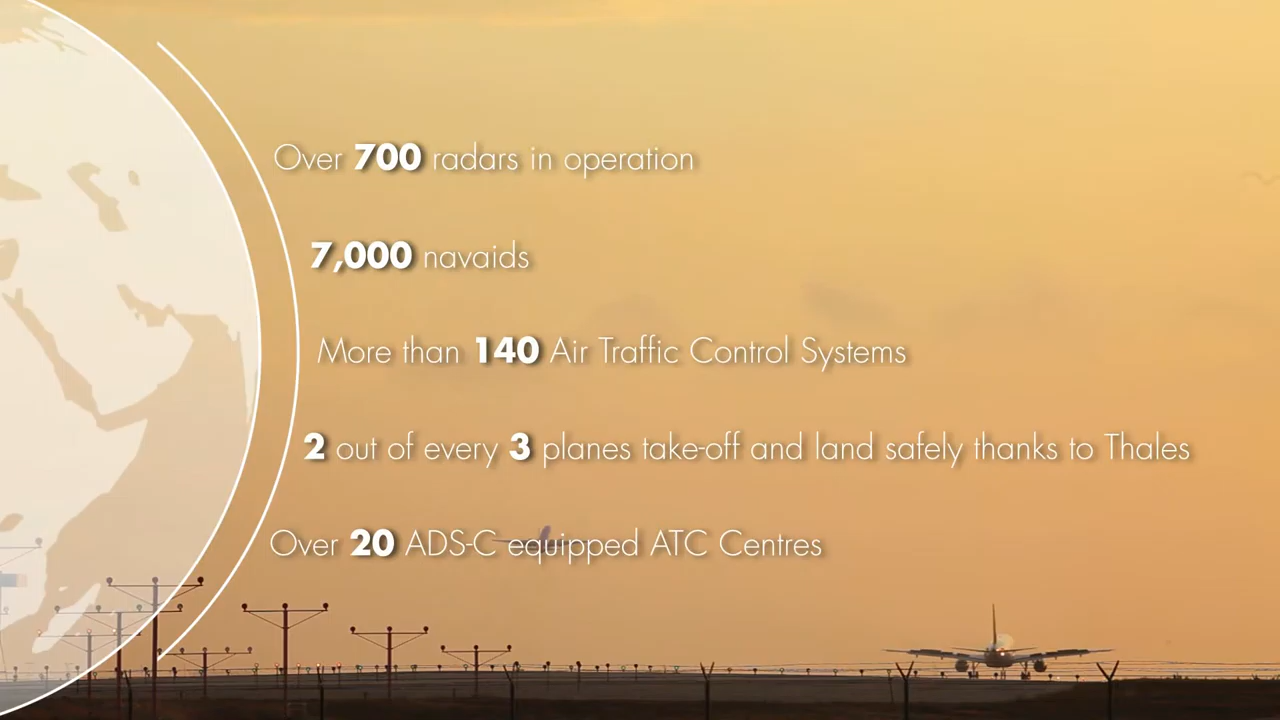 Over 700 radars in operation
7,000 navaids
More than 140 Air Traffic Control Systems
2 out of every 3 planes take-off and land safely thanks to Thales
Over 20 ADS-C equipped ATC Centres